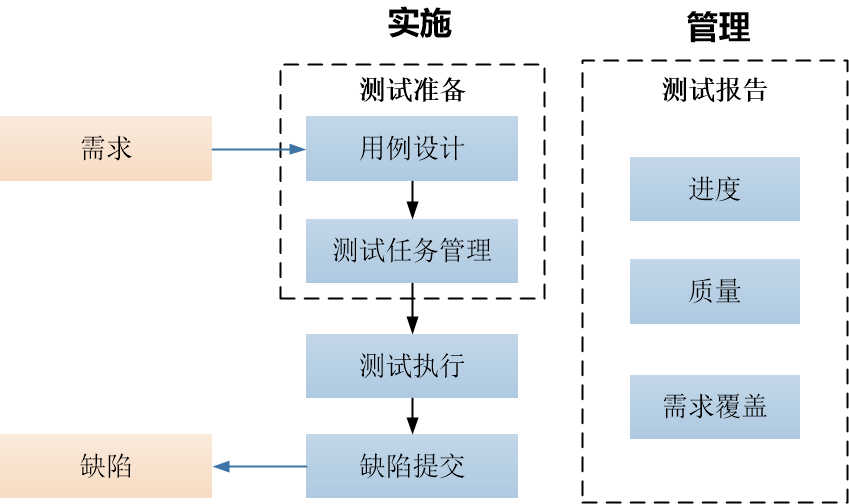 实施
管理
测试准备
测试报告
需求
用例设计
进度
测试任务管理
质量
测试执行
需求覆盖
缺陷
缺陷提交